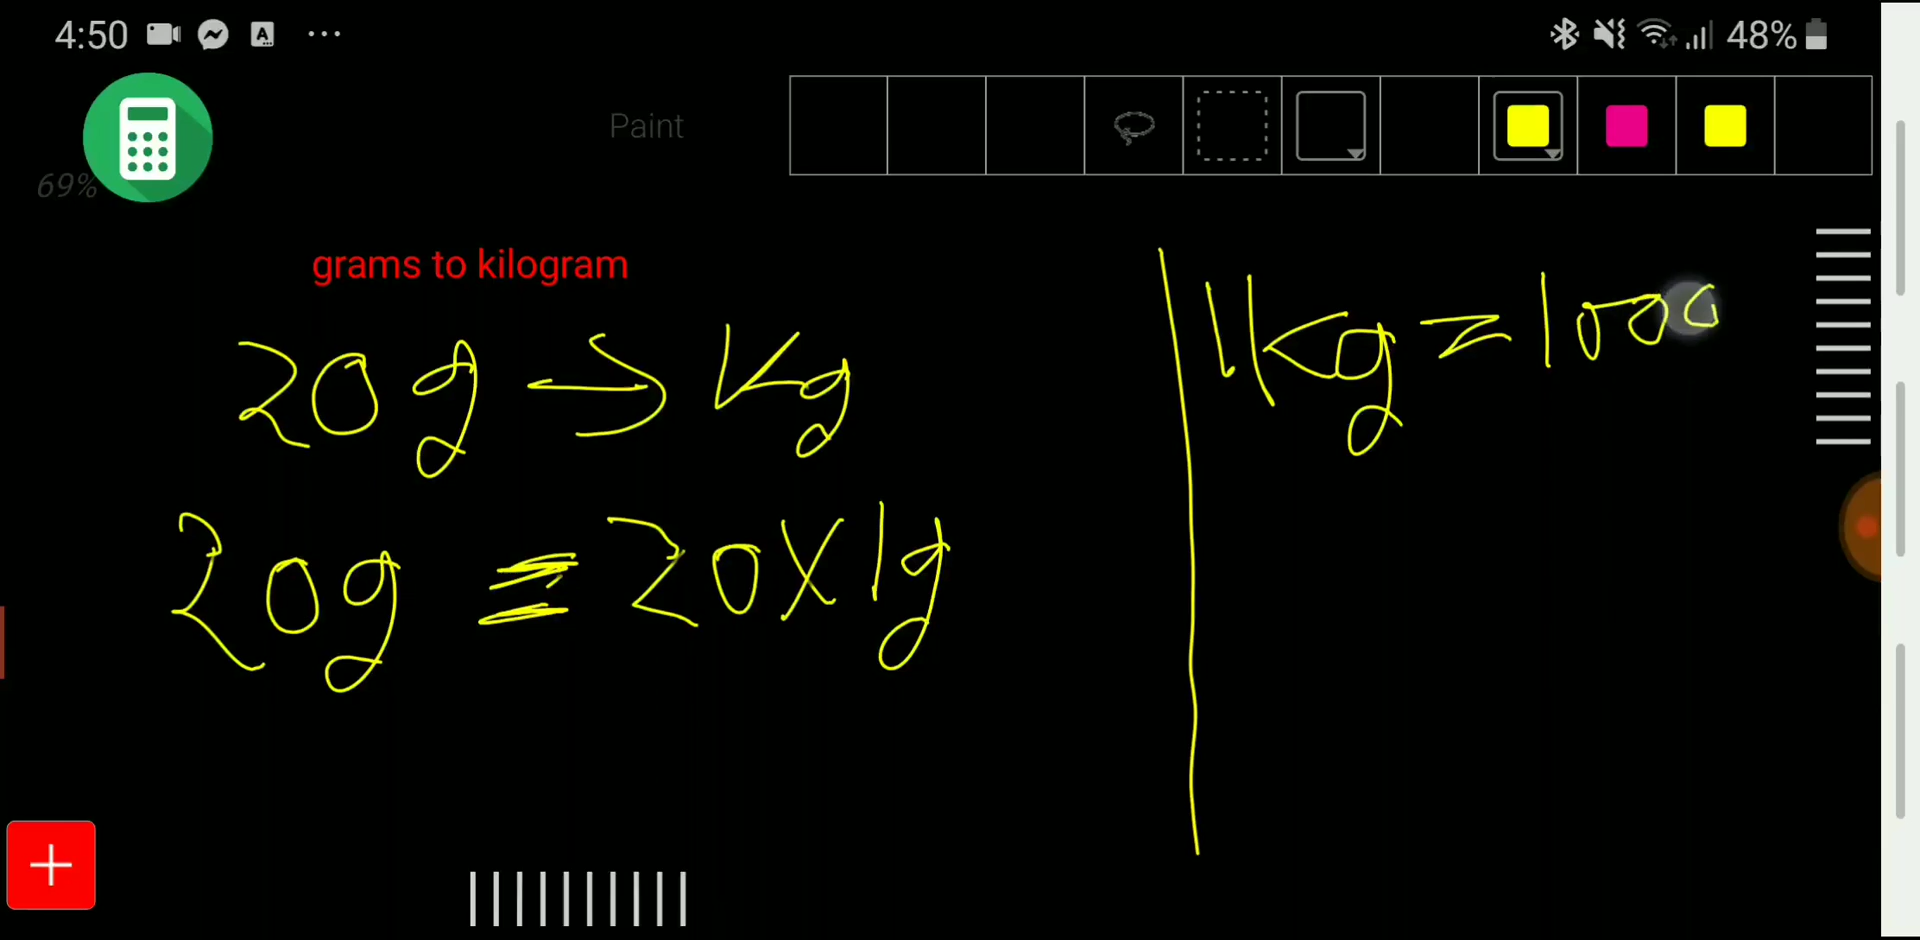 4:50 A ... 48%
Paint
69%
grams to kilogram
20g → kg
20g = 20X1g
1kg = 1000